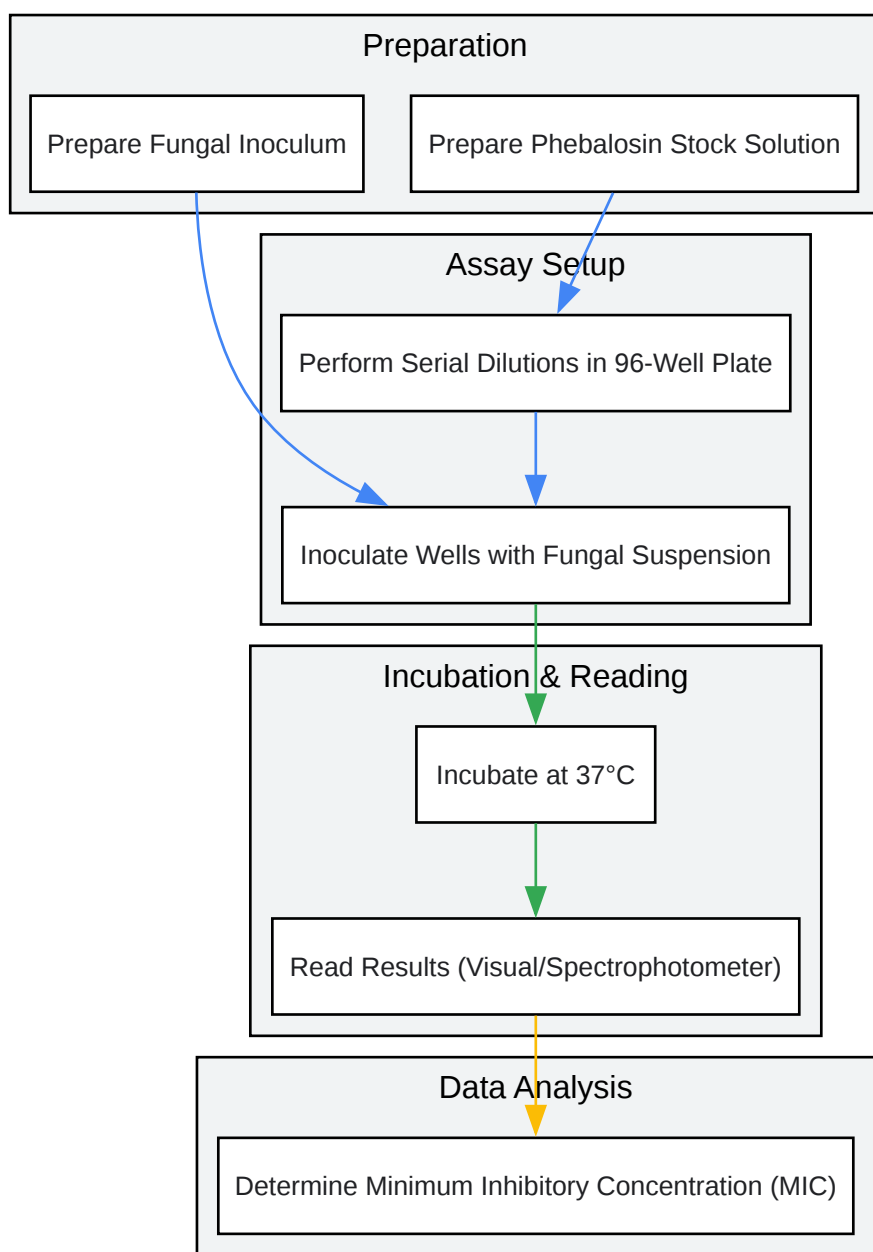 Preparation
Prepare Fungal Inoculum
Prepare Phebalosin Stock Solution
Assay Setup
Perform Serial Dilutions in 96-Well Plate
Inoculate Wells with Fungal Suspension
Incubation & Reading
Incubate at 37°C
Read Results (Visual/Spectrophotometer)
Data Analysis
Determine Minimum Inhibitory Concentration (MIC)